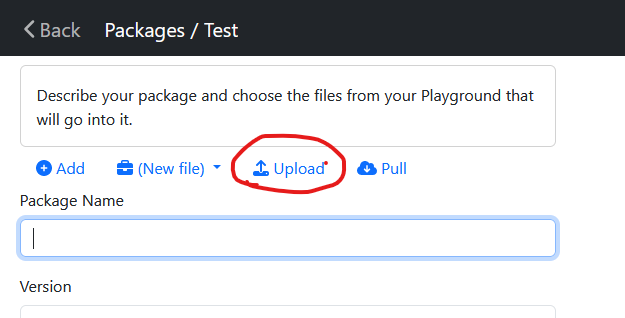 Back Packages / Test
Describe your package and choose the files from your Playground that
will go into it.
Add (New file) Upload Pull
Package Name
Version